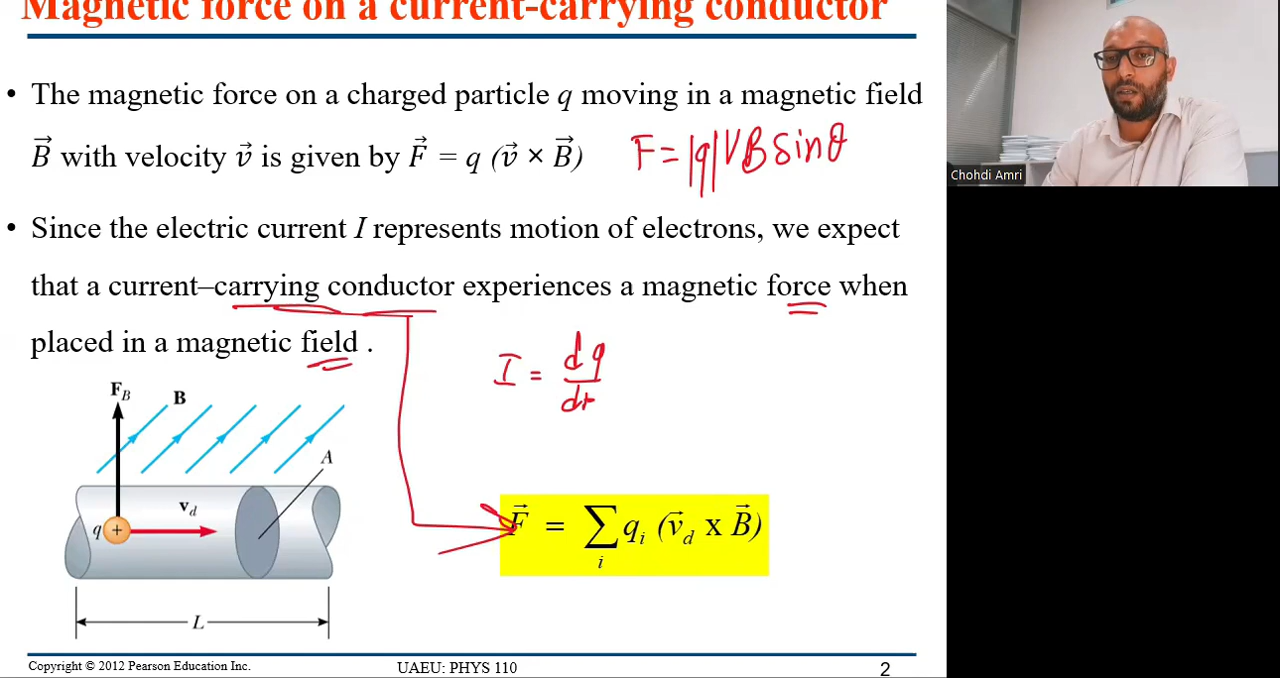 Magnetic force on a current-carrying conductor
• The magnetic force on a charged particle q moving in a magnetic field
B⃗ with velocity v⃗ is given by F⃗ = q (v⃗ × B⃗) F = |q| V B Sin θ
• Since the electric current I represents motion of electrons, we expect
that a current–carrying conductor experiences a magnetic force when
placed in a magnetic field .
I = dq/dt
F⃗ = ∑ᵢ qᵢ (v⃗_d x B⃗)
F_B
B
A
v_d
q +
L
Copyright © 2012 Pearson Education Inc. UAEU: PHYS 110 2
Chohdi Amri